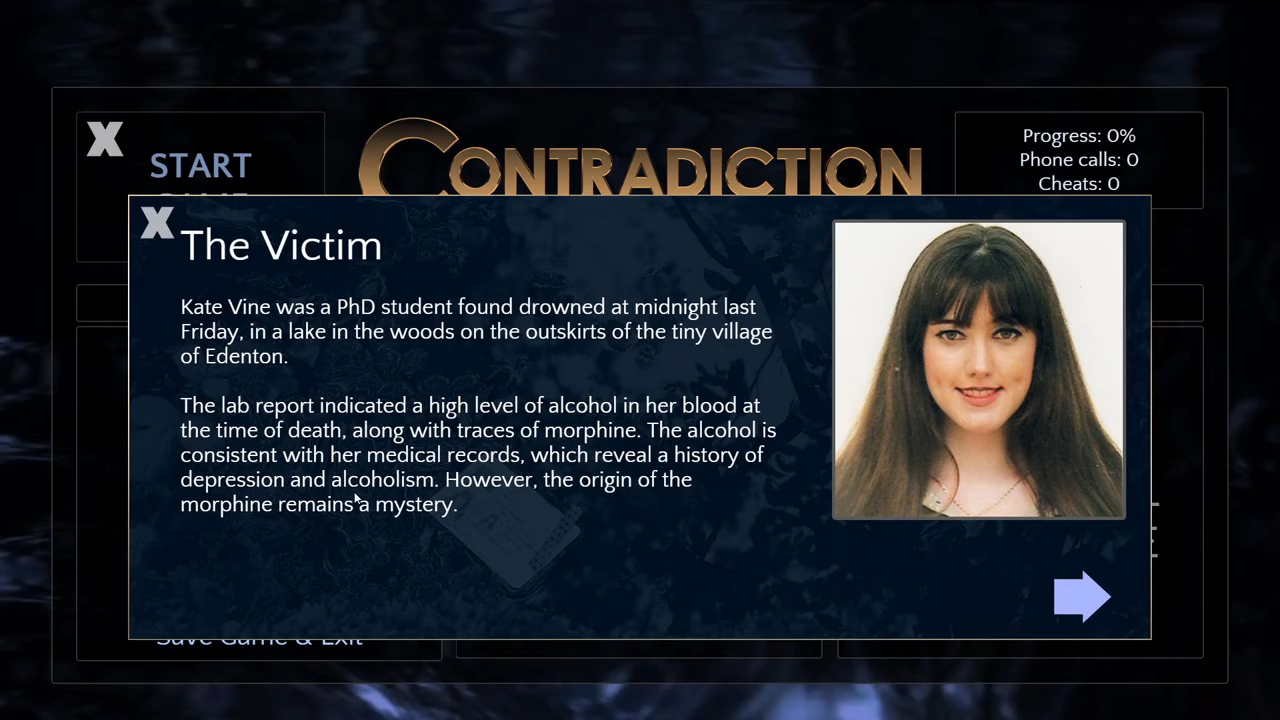 START
CONTRADICTION
Progress: 0%
Phone calls: 0
Cheats: 0
X
X
The Victim
Kate Vine was a PhD student found drowned at midnight last
Friday, in a lake in the woods on the outskirts of the tiny village
of Edenton.
The lab report indicated a high level of alcohol in her blood at
the time of death, along with traces of morphine. The alcohol is
consistent with her medical records, which reveal a history of
depression and alcoholism. However, the origin of the
morphine remains a mystery.
Save Game & Exit